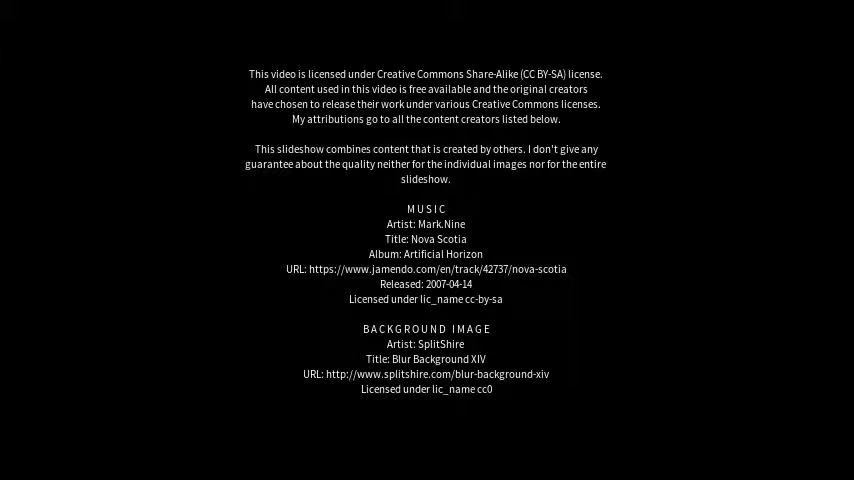 This video is licensed under Creative Commons Share-Alike (CC BY-SA) license.
All content used in this video is free available and the original creators
have chosen to release their work under various Creative Commons licenses.
My attributions go to all the content creators listed below.
This slideshow combines content that is created by others. I don't give any
guarantee about the quality neither for the individual images nor for the entire
slideshow.
MUSIC
Artist: Mark.Nine
Title: Nova Scotia
Album: Artificial Horizon
URL: https://www.jamendo.com/en/track/42737/nova-scotia
Released: 2007-04-14
Licensed under lic_name cc-by-sa
BACKGROUND IMAGE
Artist: SplitShire
Title: Blur Background XIV
URL: http://www.splitshire.com/blur-background-xiv
Licensed under lic_name cc0